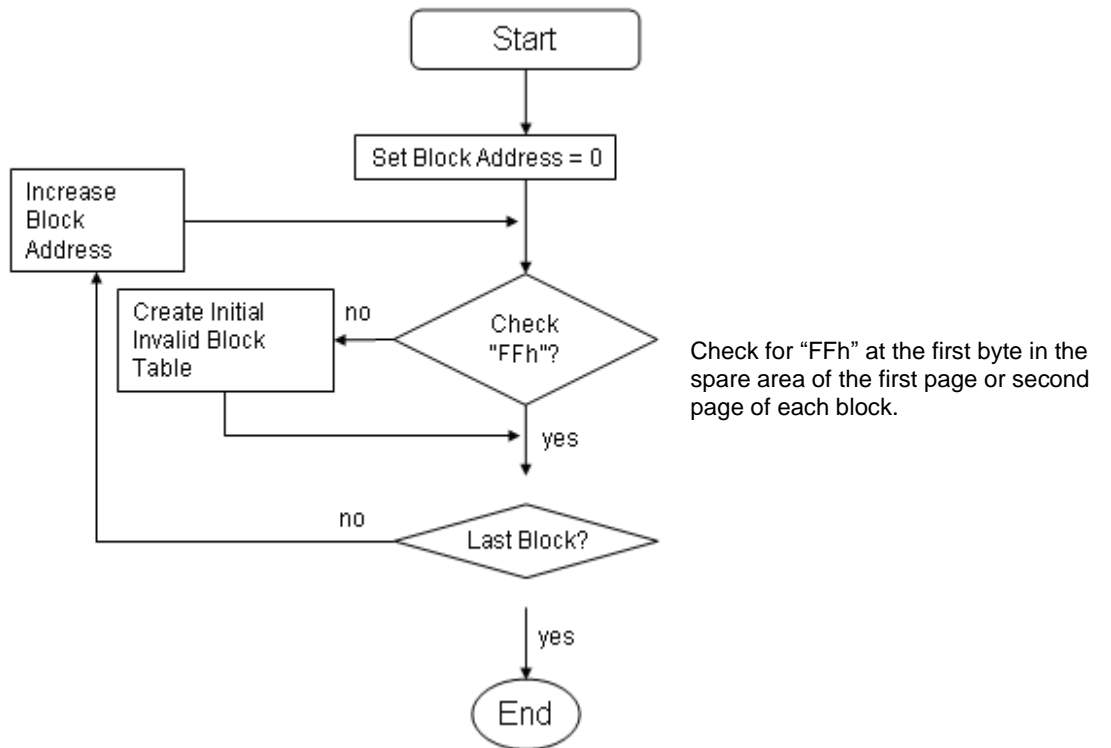 Start
Set Block Address = 0
Increase
Block
Address
Create Initial
Invalid Block
Table
no
Check
"FFh"?
Check for “FFh” at the first byte in the
spare area of the first page or second
page of each block.
yes
no
Last Block?
yes
End